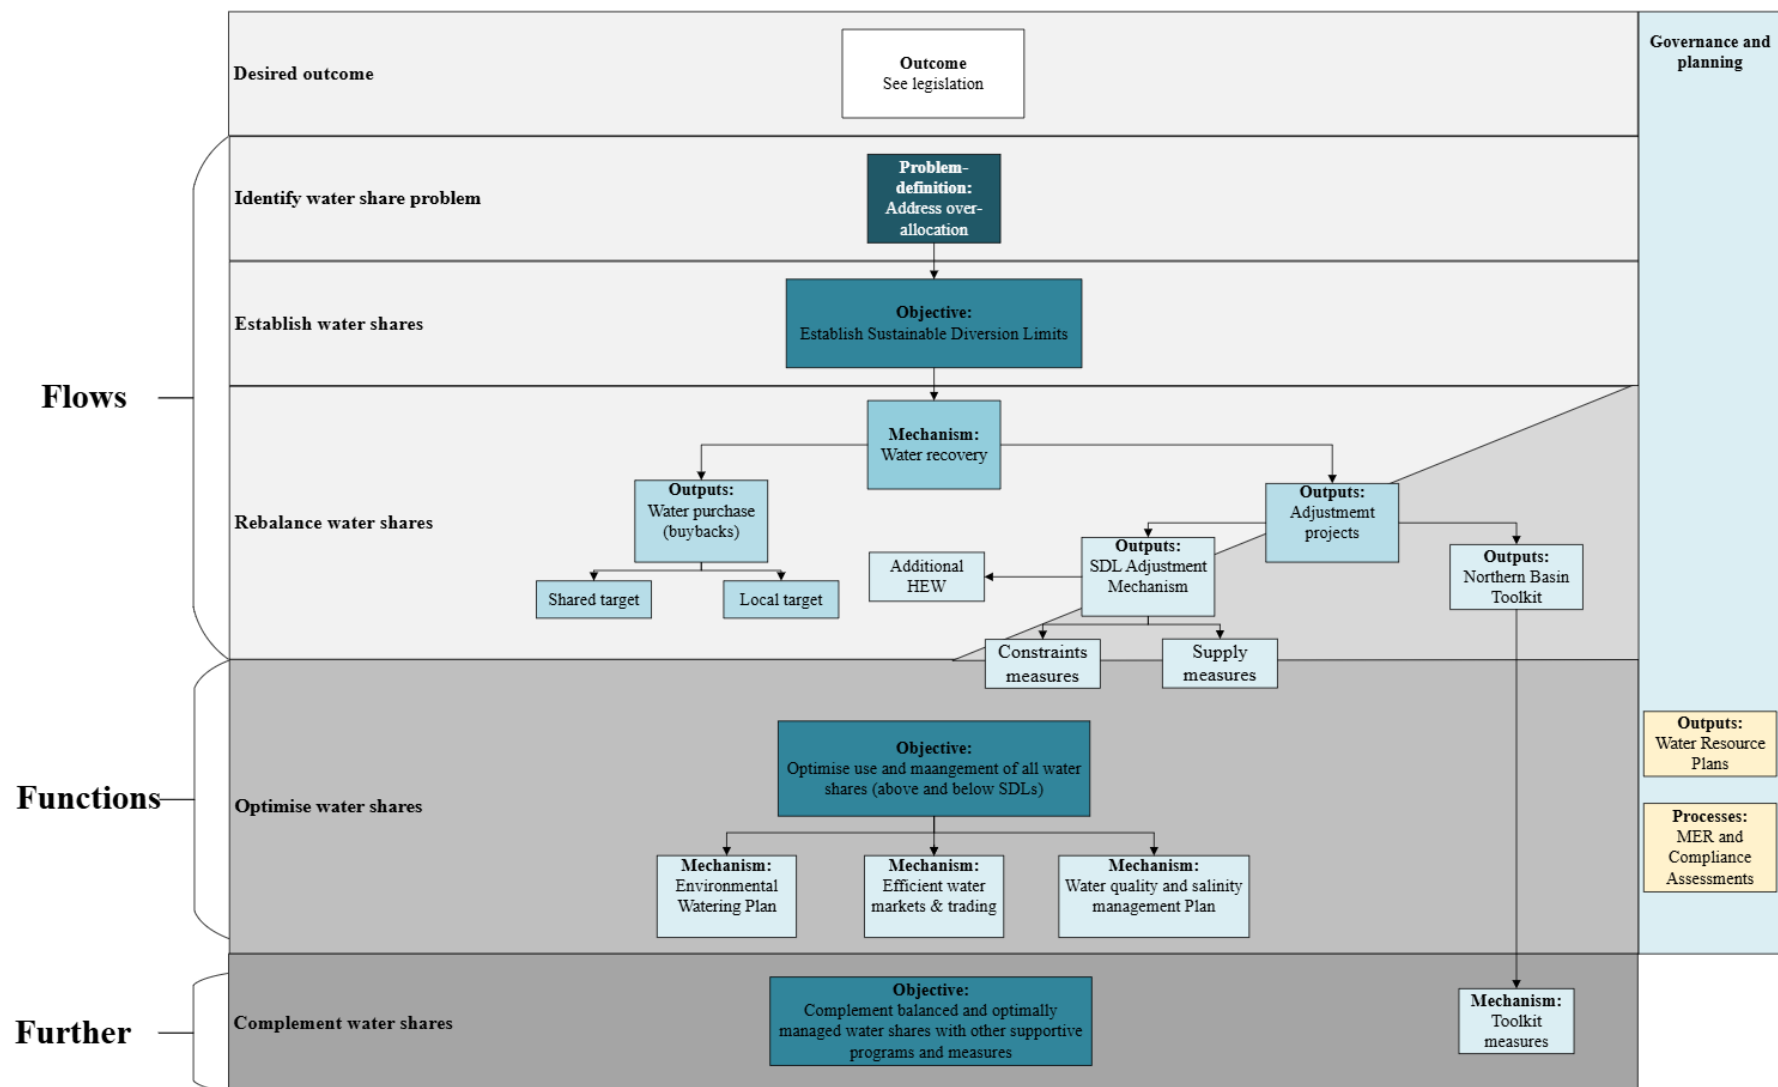 Desired outcome
Outcome
See legislation
Governance and
planning
Identify water share problem
Problem-
definition:
Address over-
allocation
Establish water shares
Objective:
Establish Sustainable Diversion Limits
Flows
Rebalance water shares
Mechanism:
Water recovery
Outputs:
Water purchase
(buybacks)
Shared target
Local target
Outputs:
Adjustmemt
projects
Additional
HEW
Outputs:
SDL Adjustment
Mechanism
Outputs:
Northern Basin
Toolkit
Constraints
measures
Supply
measures
Functions
Optimise water shares
Objective:
Optimise use and maangement of all water
shares (above and below SDLs)
Mechanism:
Environmental
Watering Plan
Mechanism:
Efficient water
markets & trading
Mechanism:
Water quality and salinity
management Plan
Outputs:
Water Resource
Plans
Processes:
MER and
Compliance
Assessments
Further
Complement water shares
Objective:
Complement balanced and optimally
managed water shares with other supportive
programs and measures
Mechanism:
Toolkit
measures